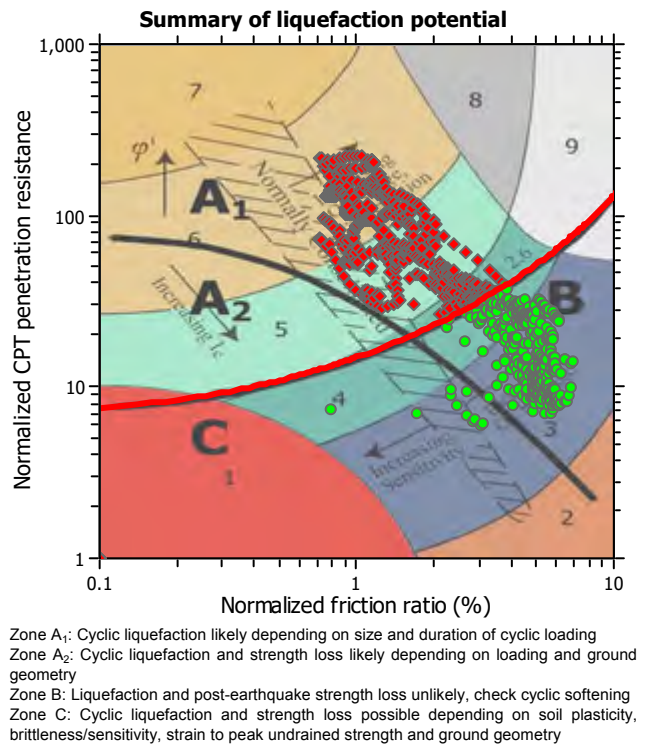 Summary of liquefaction potential
Normalized CPT penetration resistance
1,000
100
10
1
7
8
9
φ'
A1
Normally
6
2.6
A2
Increasing Ic
B
5
4
C
3
1
Increasing
Sensitivity
2
0.1
1
10
Normalized friction ratio (%)
Zone A1: Cyclic liquefaction likely depending on size and duration of cyclic loading
Zone A2: Cyclic liquefaction and strength loss likely depending on loading and ground
geometry
Zone B: Liquefaction and post-earthquake strength loss unlikely, check cyclic softening
Zone C: Cyclic liquefaction and strength loss possible depending on soil plasticity,
brittleness/sensitivity, strain to peak undrained strength and ground geometry